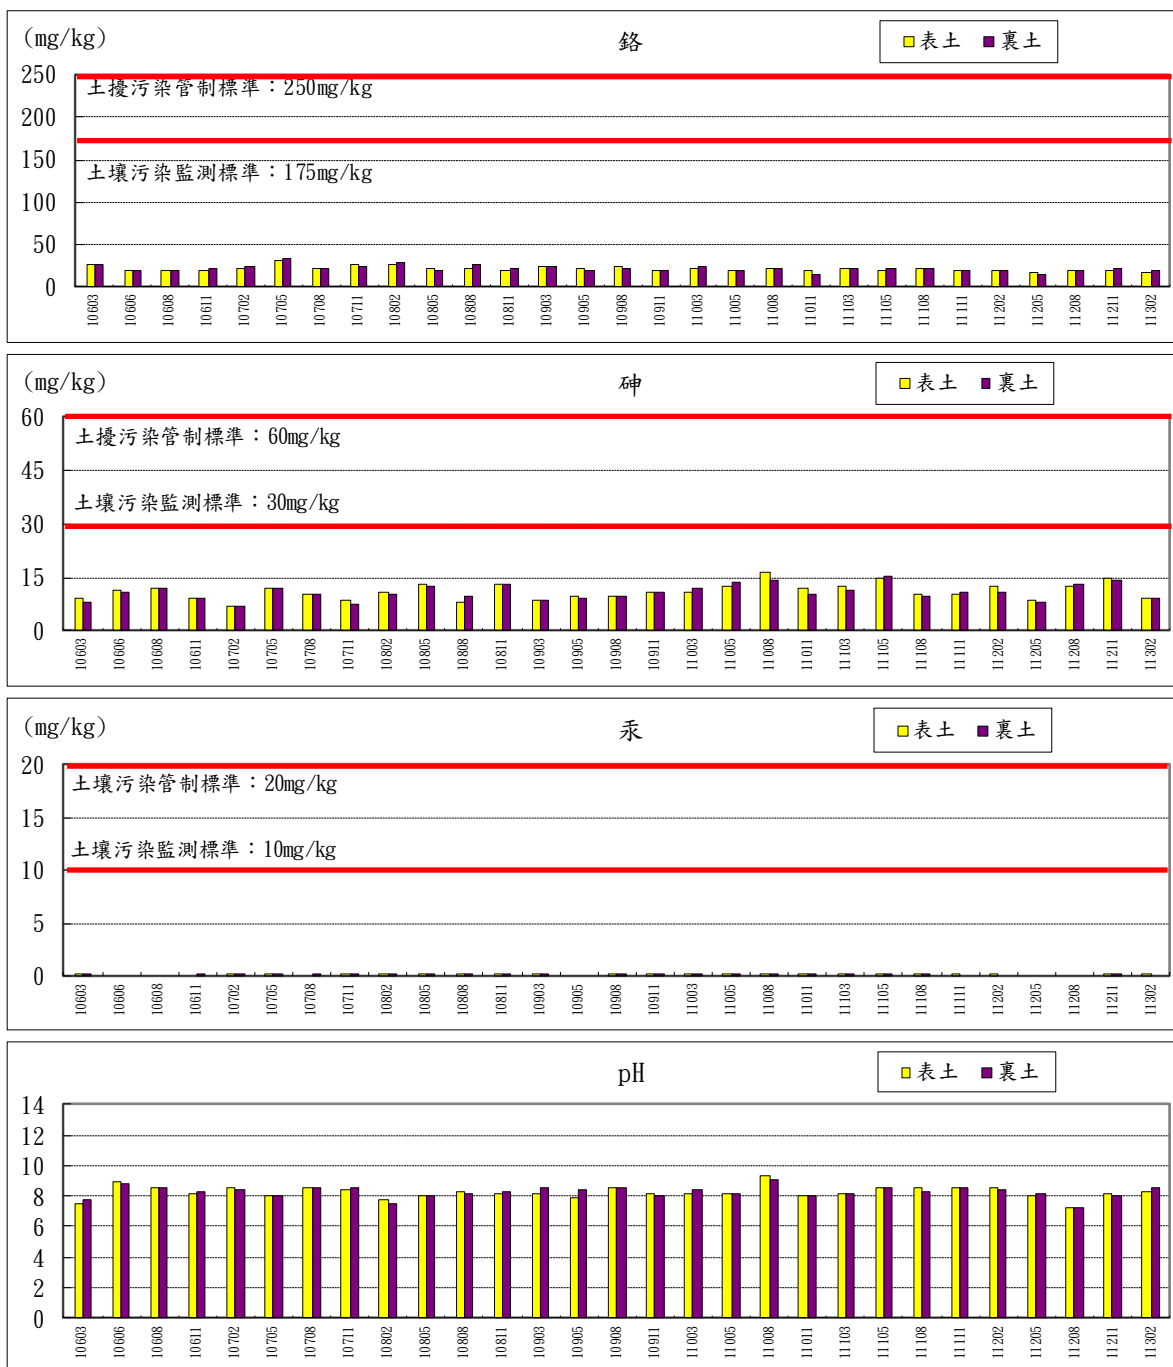 (mg/kg)
鉻
表土 裏土
250
土擾污染管制標準：250mg/kg
200
150
土壤污染監測標準：175mg/kg
100
50
0
10603 10606 10608 10611 10702 10705 10708 10711 10802 10805 10808 10811 10903 10905 10908 10911 11003 11005 11008 11011 11103 11105 11108 11111 11202 11205 11208 11211 11302
(mg/kg)
砷
表土 裏土
60
土擾污染管制標準：60mg/kg
45
土壤污染監測標準：30mg/kg
30
15
0
10603 10606 10608 10611 10702 10705 10708 10711 10802 10805 10808 10811 10903 10905 10908 10911 11003 11005 11008 11011 11103 11105 11108 11111 11202 11205 11208 11211 11302
(mg/kg)
汞
表土 裏土
20
土壤污染管制標準：20mg/kg
15
土壤污染監測標準：10mg/kg
10
5
0
10603 10606 10608 10611 10702 10705 10708 10711 10802 10805 10808 10811 10903 10905 10908 10911 11003 11005 11008 11011 11103 11105 11108 11111 11202 11205 11208 11211 11302
pH
表土 裏土
14
12
10
8
6
4
2
0
10603 10606 10608 10611 10702 10705 10708 10711 10802 10805 10808 10811 10903 10905 10908 10911 11003 11005 11008 11011 11103 11105 11108 11111 11202 11205 11208 11211 11302